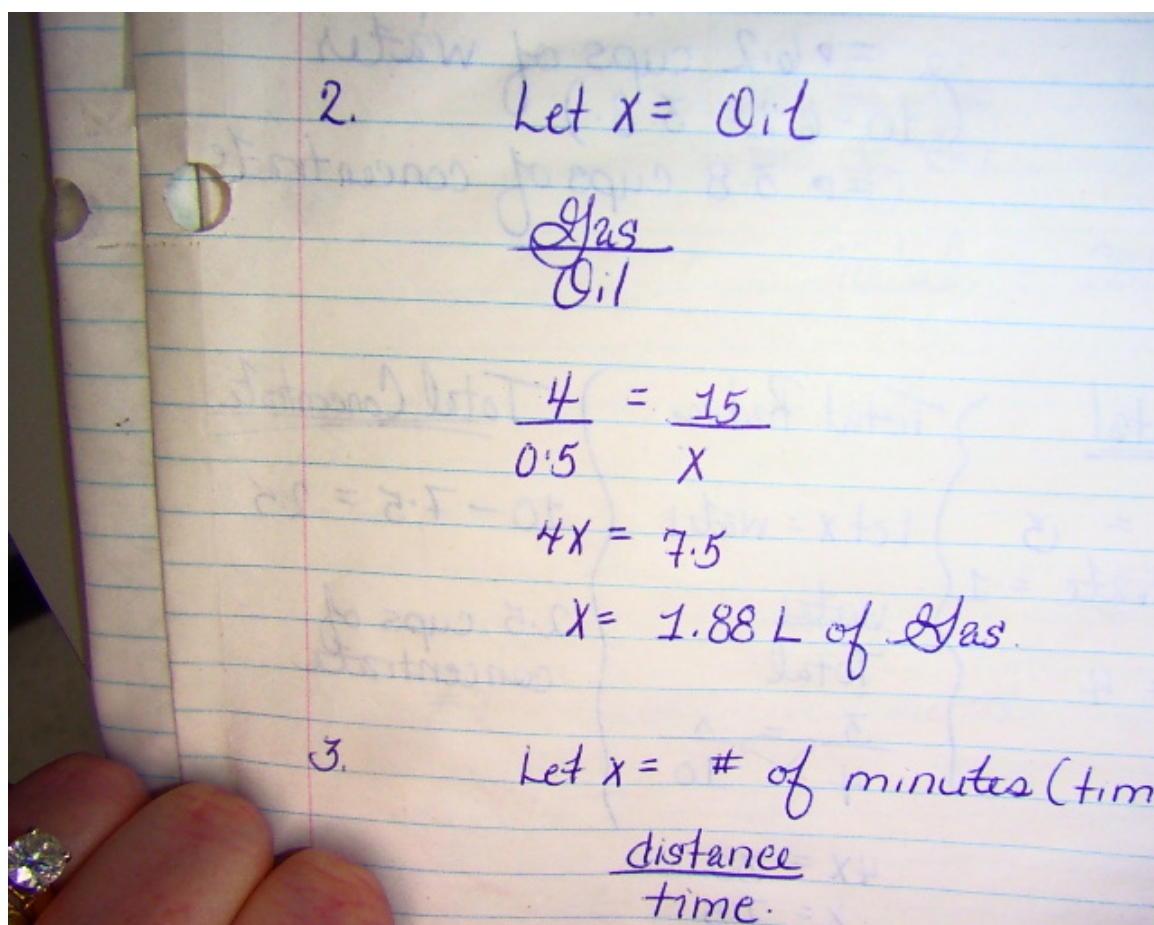 2. Let x = Oil
Gas
Oil
4 = 15
0.5 x
4x = 7.5
x = 1.88 L of Gas.
3. Let x = # of minutes (tim
distance
time.